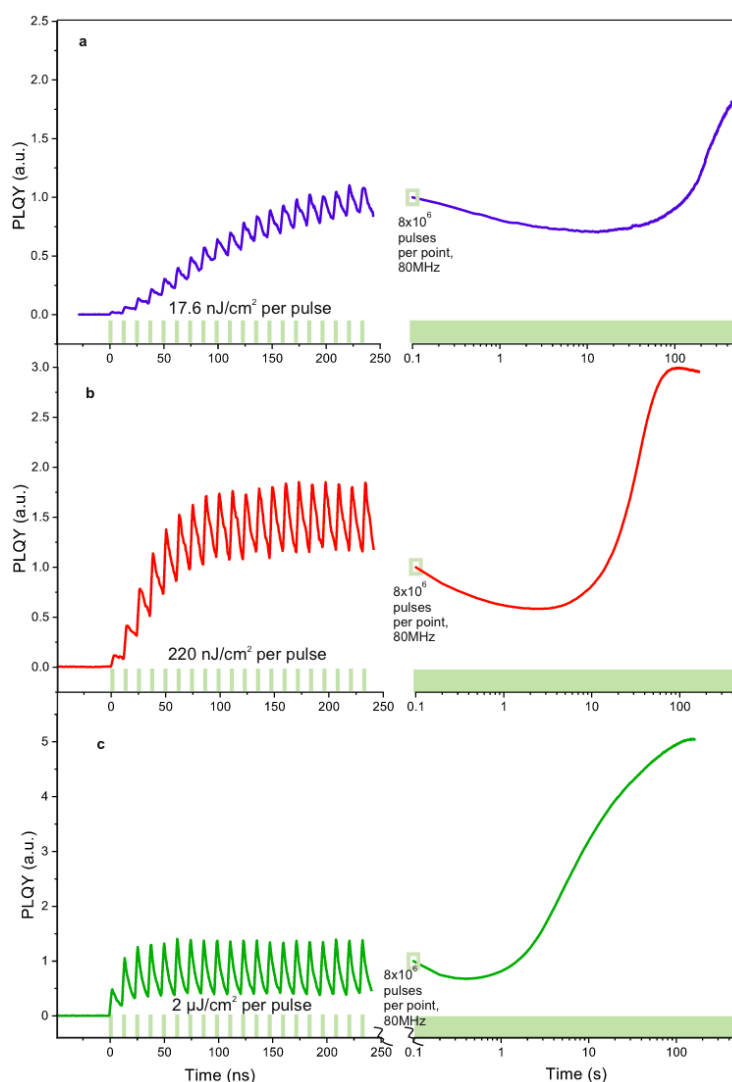 a
2.5
2.0
1.5
1.0
0.5
0.0
PLQY (a.u.)
17.6 nJ/cm² per pulse
8x10⁶
pulses
per point,
80MHz
0 50 100 150 200 250
0.1 1 10 100
b
3.0
2.5
2.0
1.5
1.0
0.5
0.0
PLQY (a.u.)
220 nJ/cm² per pulse
8x10⁶
pulses
per point,
80MHz
0 50 100 150 200 250
0.1 1 10 100
c
5
4
3
2
1
0
PLQY (a.u.)
2 µJ/cm² per pulse
8x10⁶
pulses
per point,
80MHz
0 50 100 150 200 250
0.1 1 10 100
Time (ns)
Time (s)